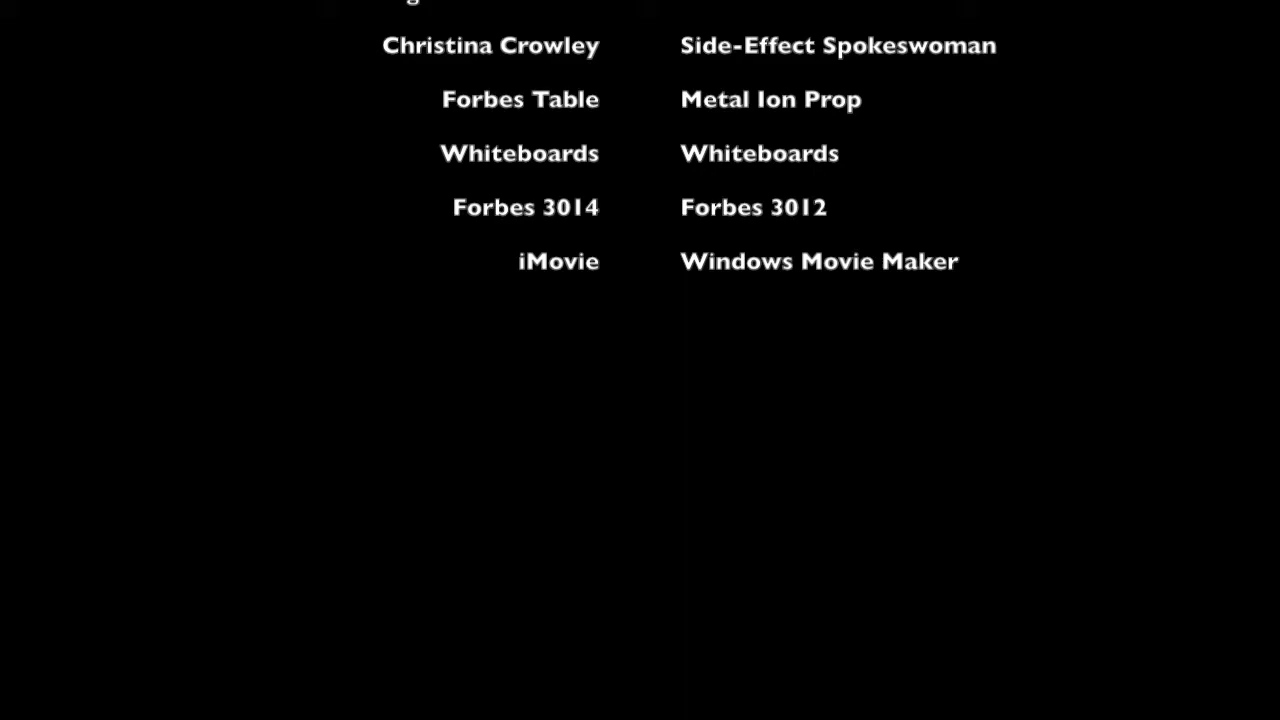 Christina Crowley Side-Effect Spokeswoman
Forbes Table Metal Ion Prop
Whiteboards Whiteboards
Forbes 3014 Forbes 3012
iMovie Windows Movie Maker